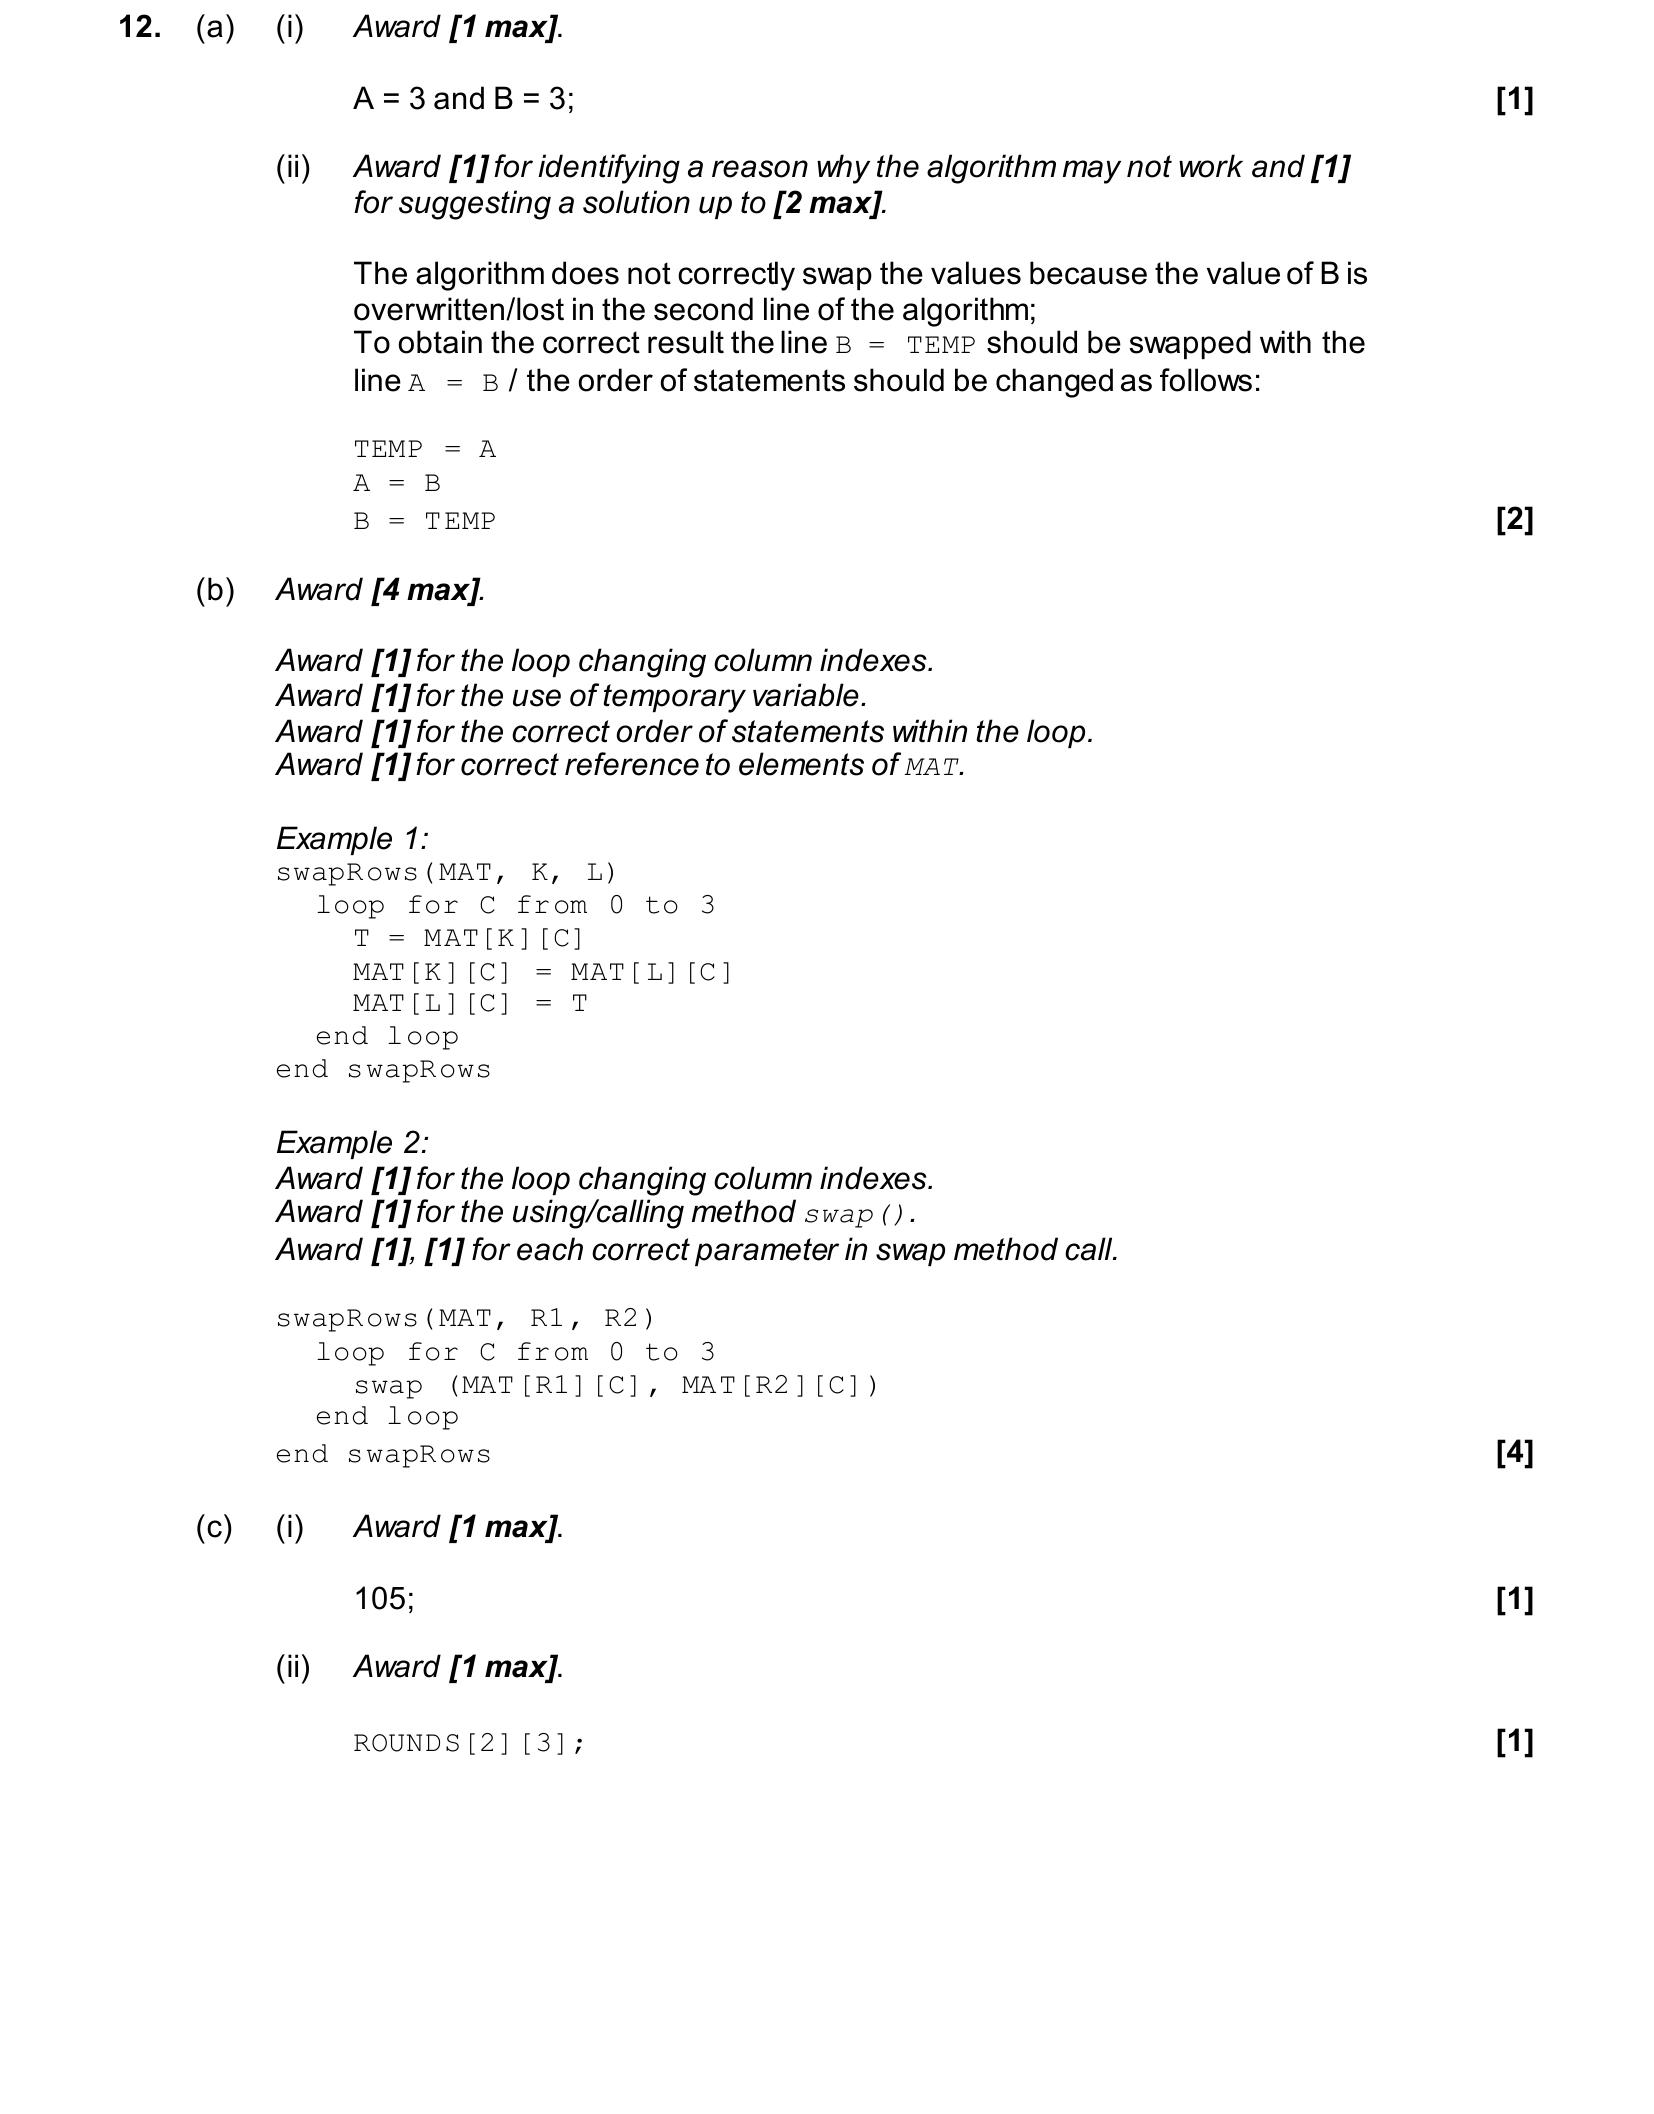 12. (a) (i) Award [1 max].
A = 3 and B = 3; [1]
(ii) Award [1] for identifying a reason why the algorithm may not work and [1]
for suggesting a solution up to [2 max].
The algorithm does not correctly swap the values because the value of B is
overwritten/lost in the second line of the algorithm;
To obtain the correct result the line B = TEMP should be swapped with the
line A = B / the order of statements should be changed as follows:
TEMP = A
A = B
B = TEMP [2]
(b) Award [4 max].
Award [1] for the loop changing column indexes.
Award [1] for the use of temporary variable.
Award [1] for the correct order of statements within the loop.
Award [1] for correct reference to elements of MAT.
Example 1:
swapRows(MAT, K, L)
loop for C from 0 to 3
T = MAT[K][C]
MAT[K][C] = MAT[L][C]
MAT[L][C] = T
end loop
end swapRows
Example 2:
Award [1] for the loop changing column indexes.
Award [1] for the using/calling method swap().
Award [1], [1] for each correct parameter in swap method call.
swapRows(MAT, R1, R2)
loop for C from 0 to 3
swap (MAT[R1][C], MAT[R2][C])
end loop
end swapRows [4]
(c) (i) Award [1 max].
105; [1]
(ii) Award [1 max].
ROUNDS[2][3]; [1]